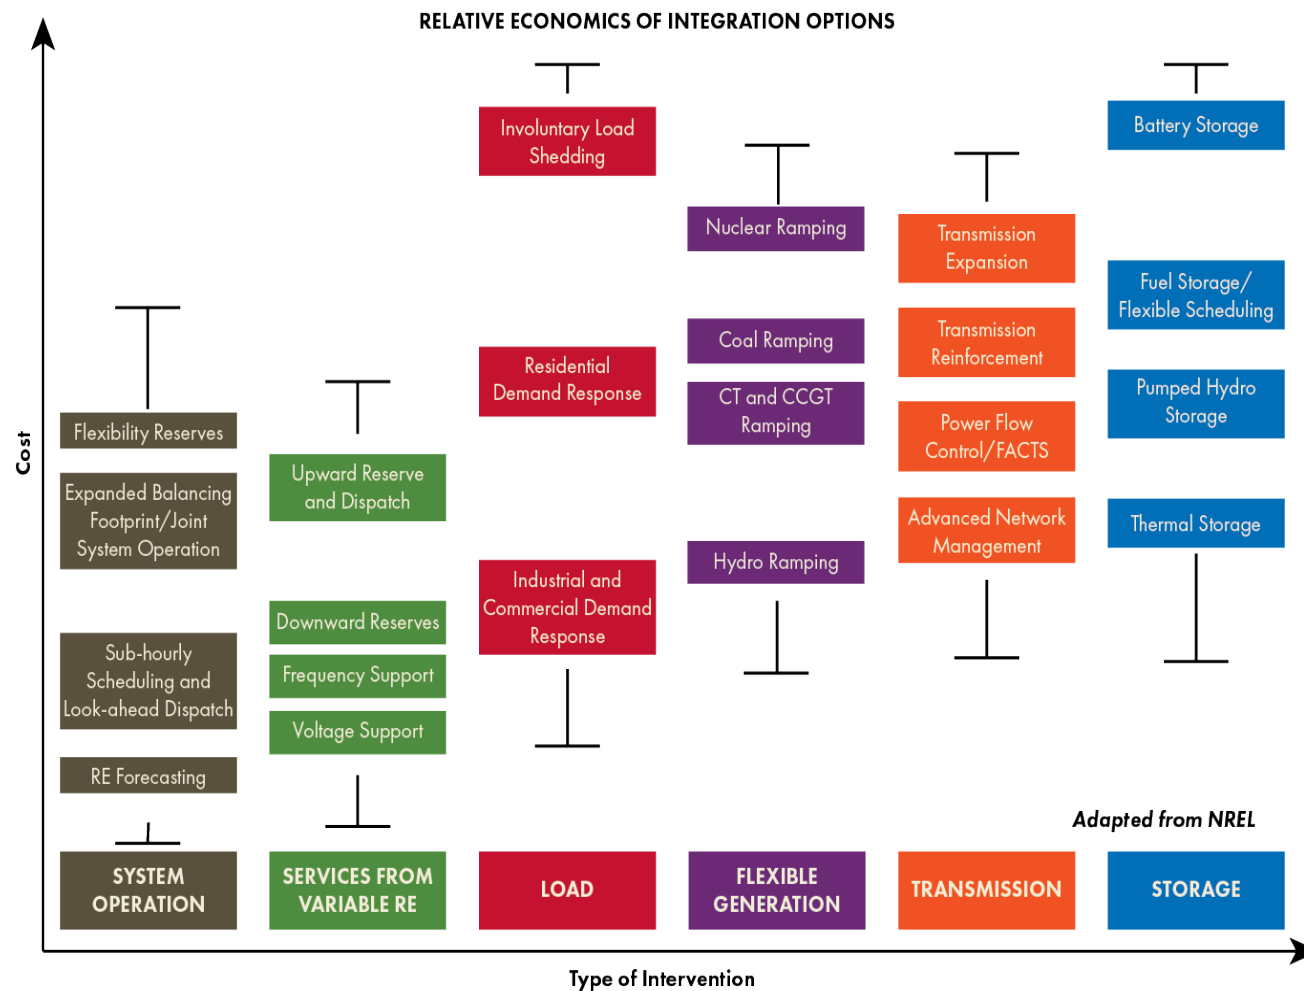 RELATIVE ECONOMICS OF INTEGRATION OPTIONS
Cost
Flexibility Reserves
Expanded Balancing
Footprint/Joint
System Operation
Sub-hourly
Scheduling and
Look-ahead Dispatch
RE Forecasting
SYSTEM
OPERATION
Upward Reserve
and Dispatch
Downward Reserves
Frequency Support
Voltage Support
SERVICES FROM
VARIABLE RE
Involuntary Load
Shedding
Residential
Demand Response
Industrial and
Commercial Demand
Response
LOAD
Nuclear Ramping
Coal Ramping
CT and CCGT
Ramping
Hydro Ramping
FLEXIBLE
GENERATION
Transmission
Expansion
Transmission
Reinforcement
Power Flow
Control/FACTS
Advanced Network
Management
TRANSMISSION
Battery Storage
Fuel Storage/
Flexible Scheduling
Pumped Hydro
Storage
Thermal Storage
Adapted from NREL
STORAGE
Type of Intervention